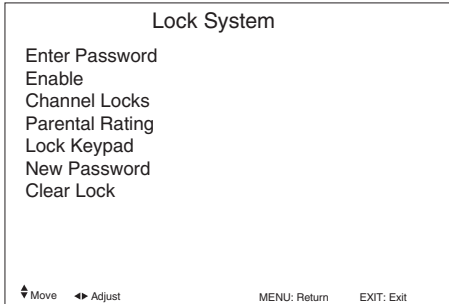 Lock System
Enter Password
Enable
Channel Locks
Parental Rating
Lock Keypad
New Password
Clear Lock
Move Adjust MENU: Return EXIT: Exit